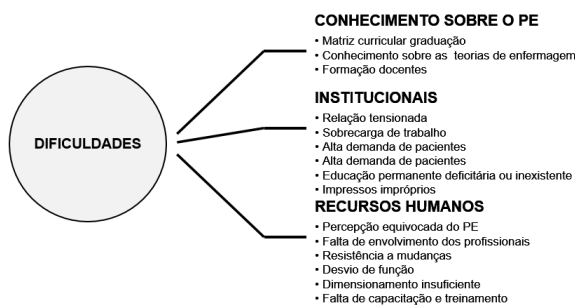 DIFICULDADES
CONHECIMENTO SOBRE O PE
• Matriz curricular graduação
• Conhecimento sobre as teorias de enfermagem
• Formação docentes
INSTITUCIONAIS
• Relação tensionada
• Sobrecarga de trabalho
• Alta demanda de pacientes
• Alta demanda de pacientes
• Educação permanente deficitária ou inexistente
• Impressos impróprios
RECURSOS HUMANOS
• Percepção equivocada do PE
• Falta de envolvimento dos profissionais
• Resistência a mudanças
• Desvio de função
• Dimensionamento insuficiente
• Falta de capacitação e treinamento